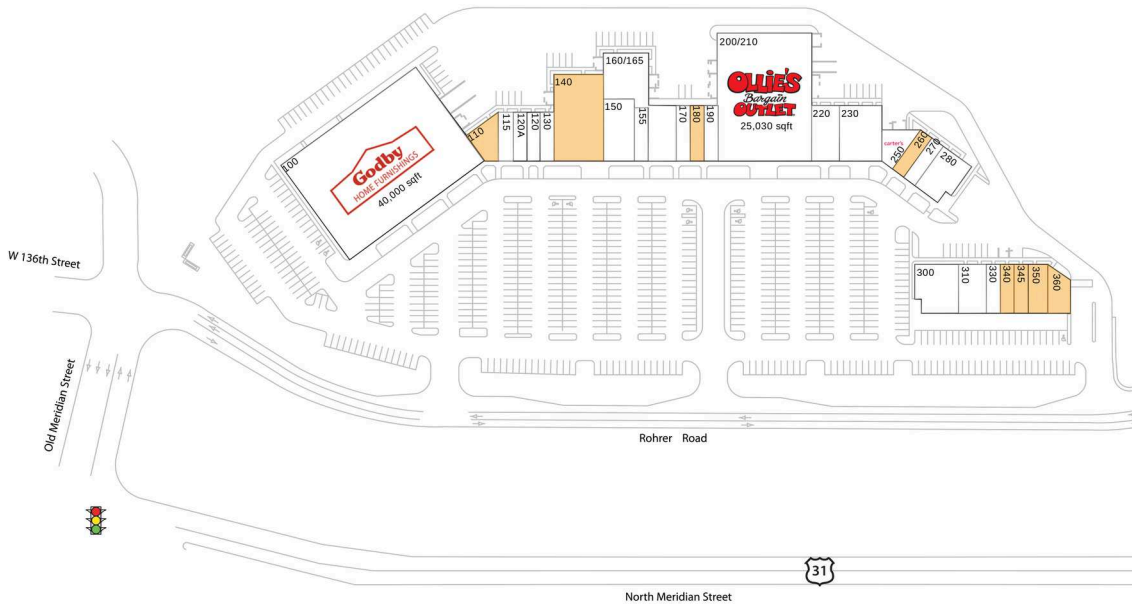 200/210
OLLIE'S
Bargain
OUTLET
25,030 sqft
160/165
140
150
155
170
180
190
220
230
110
115
120A
120
130
100
Godby
HOME FURNISHINGS
40,000 sqft
carter's
250
260
270
280
300
310
330
340
345
350
360
W 136th Street
Old Meridian Street
Rohrer Road
31
North Meridian Street